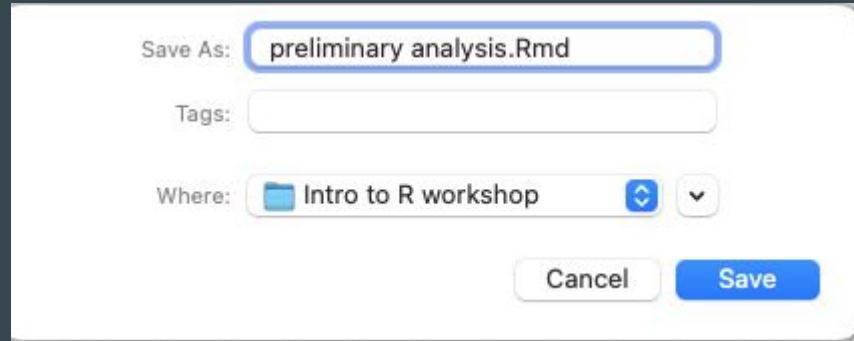 Save As: preliminary analysis.Rmd
Tags:
Where: Intro to R workshop
Cancel Save